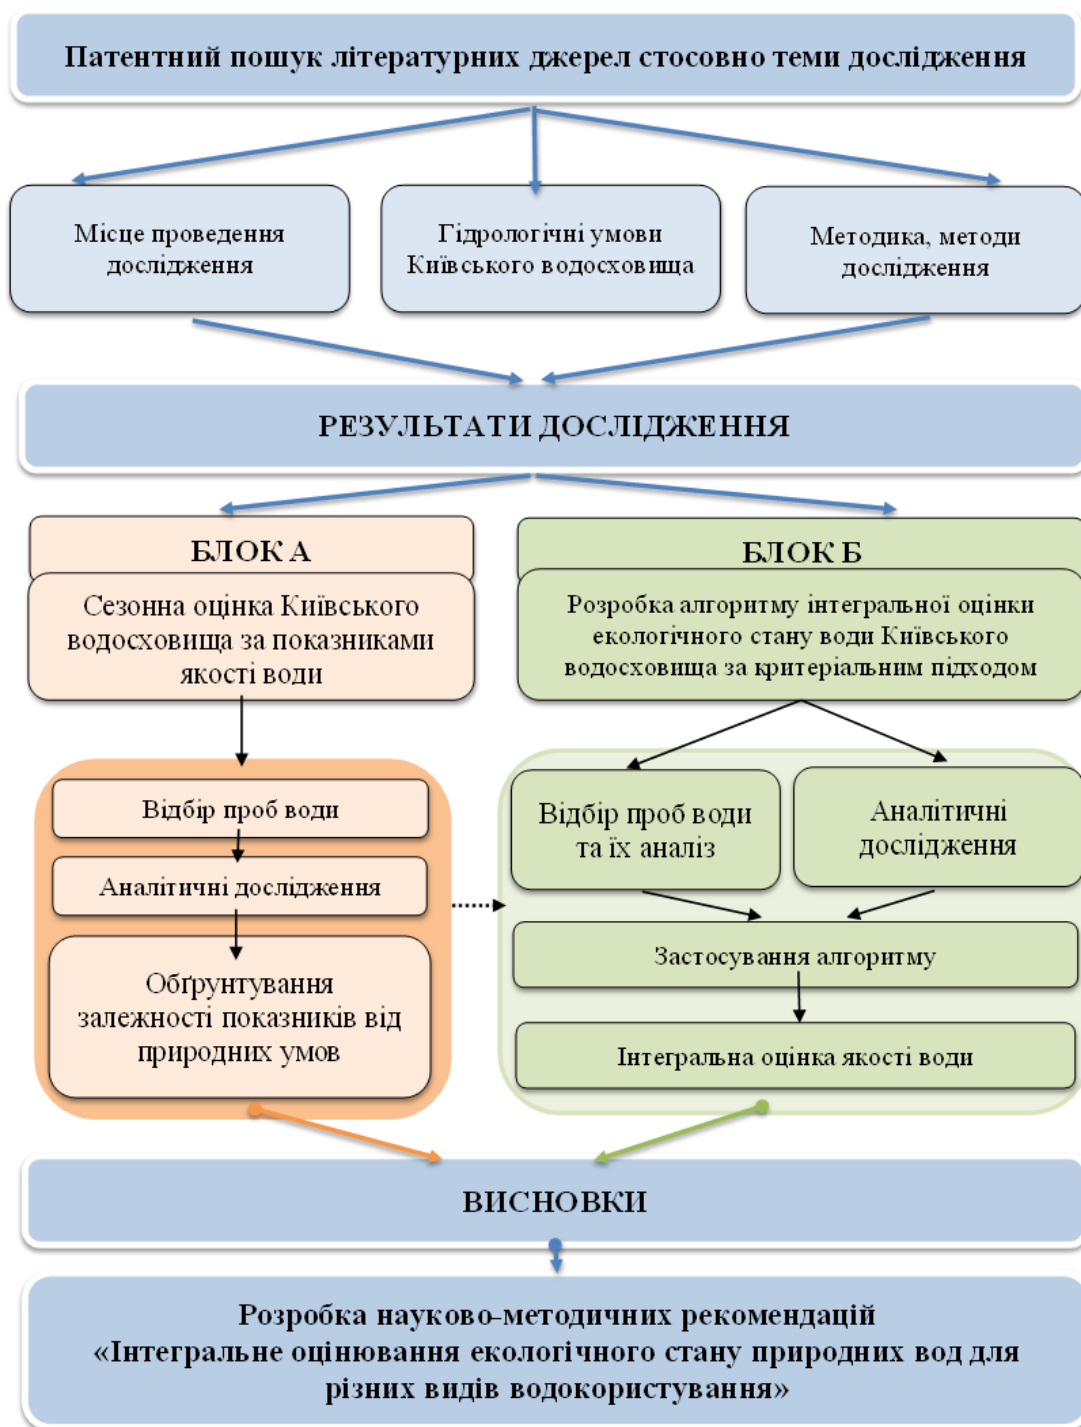 Патентний пошук літературних джерел стосовно теми дослідження
Місце проведення
дослідження
Гідрологічні умови
Київського водосховища
Методика, методи
дослідження
РЕЗУЛЬТАТИ ДОСЛІДЖЕННЯ
БЛОК А
Сезонна оцінка Київського
водосховища за показниками
якості води
БЛОК Б
Розробка алгоритму інтегральної оцінки
екологічного стану води Київського
водосховища за критеріальним підходом
Відбір проб води
Аналітичні дослідження
Обґрунтування
залежності показників від
природних умов
Відбір проб води
та їх аналіз
Аналітичні
дослідження
Застосування алгоритму
Інтегральна оцінка якості води
ВИСНОВКИ
Розробка науково-методичних рекомендацій
«Інтегральне оцінювання екологічного стану природних вод для
різних видів водокористування»